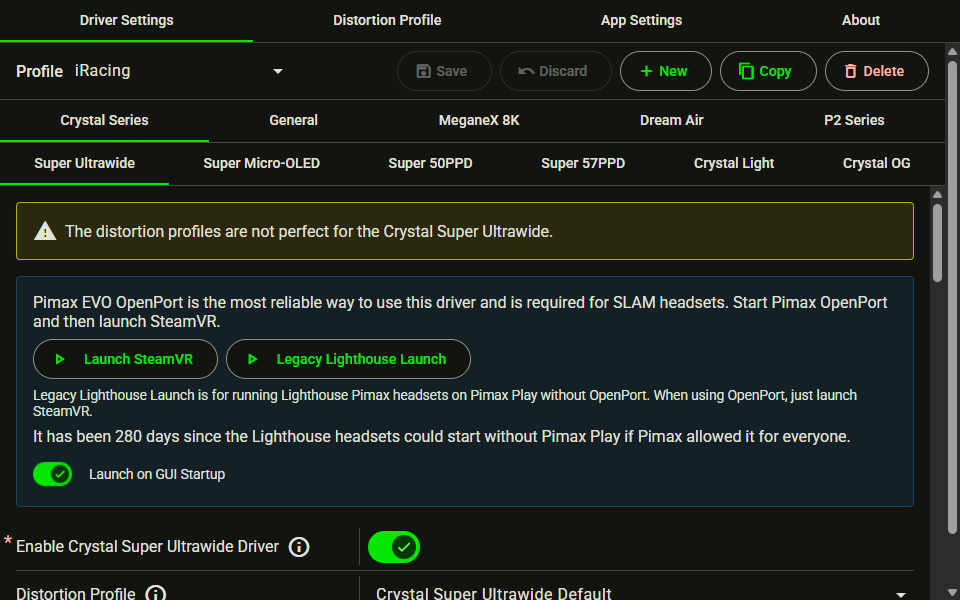 Driver Settings Distortion Profile App Settings About
Profile iRacing Save Discard New Copy Delete
Crystal Series General MeganeX 8K Dream Air P2 Series
Super Ultrawide Super Micro-OLED Super 50PPD Super 57PPD Crystal Light Crystal OG
The distortion profiles are not perfect for the Crystal Super Ultrawide.
Pimax EVO OpenPort is the most reliable way to use this driver and is required for SLAM headsets. Start Pimax OpenPort
and then launch SteamVR.
Launch SteamVR Legacy Lighthouse Launch
Legacy Lighthouse Launch is for running Lighthouse Pimax headsets on Pimax Play without OpenPort. When using OpenPort, just launch
SteamVR.
It has been 280 days since the Lighthouse headsets could start without Pimax Play if Pimax allowed it for everyone.
Launch on GUI Startup
* Enable Crystal Super Ultrawide Driver
Distortion Profile Crystal Super Ultrawide Default